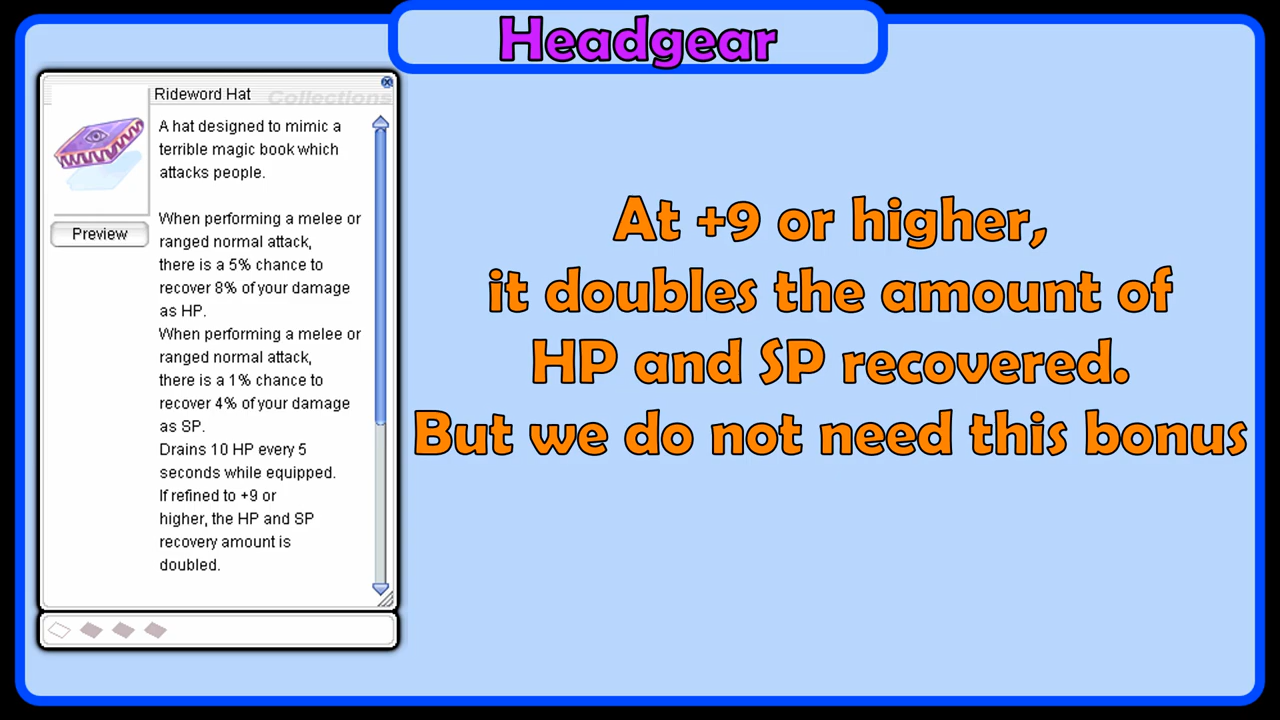 Headgear
Rideword Hat
Collections
A hat designed to mimic a
terrible magic book which
attacks people.
Preview
When performing a melee or
ranged normal attack,
there is a 5% chance to
recover 8% of your damage
as HP.
When performing a melee or
ranged normal attack,
there is a 1% chance to
recover 4% of your damage
as SP.
Drains 10 HP every 5
seconds while equipped.
If refined to +9 or
higher, the HP and SP
recovery amount is
doubled.
At +9 or higher,
it doubles the amount of
HP and SP recovered.
But we do not need this bonus